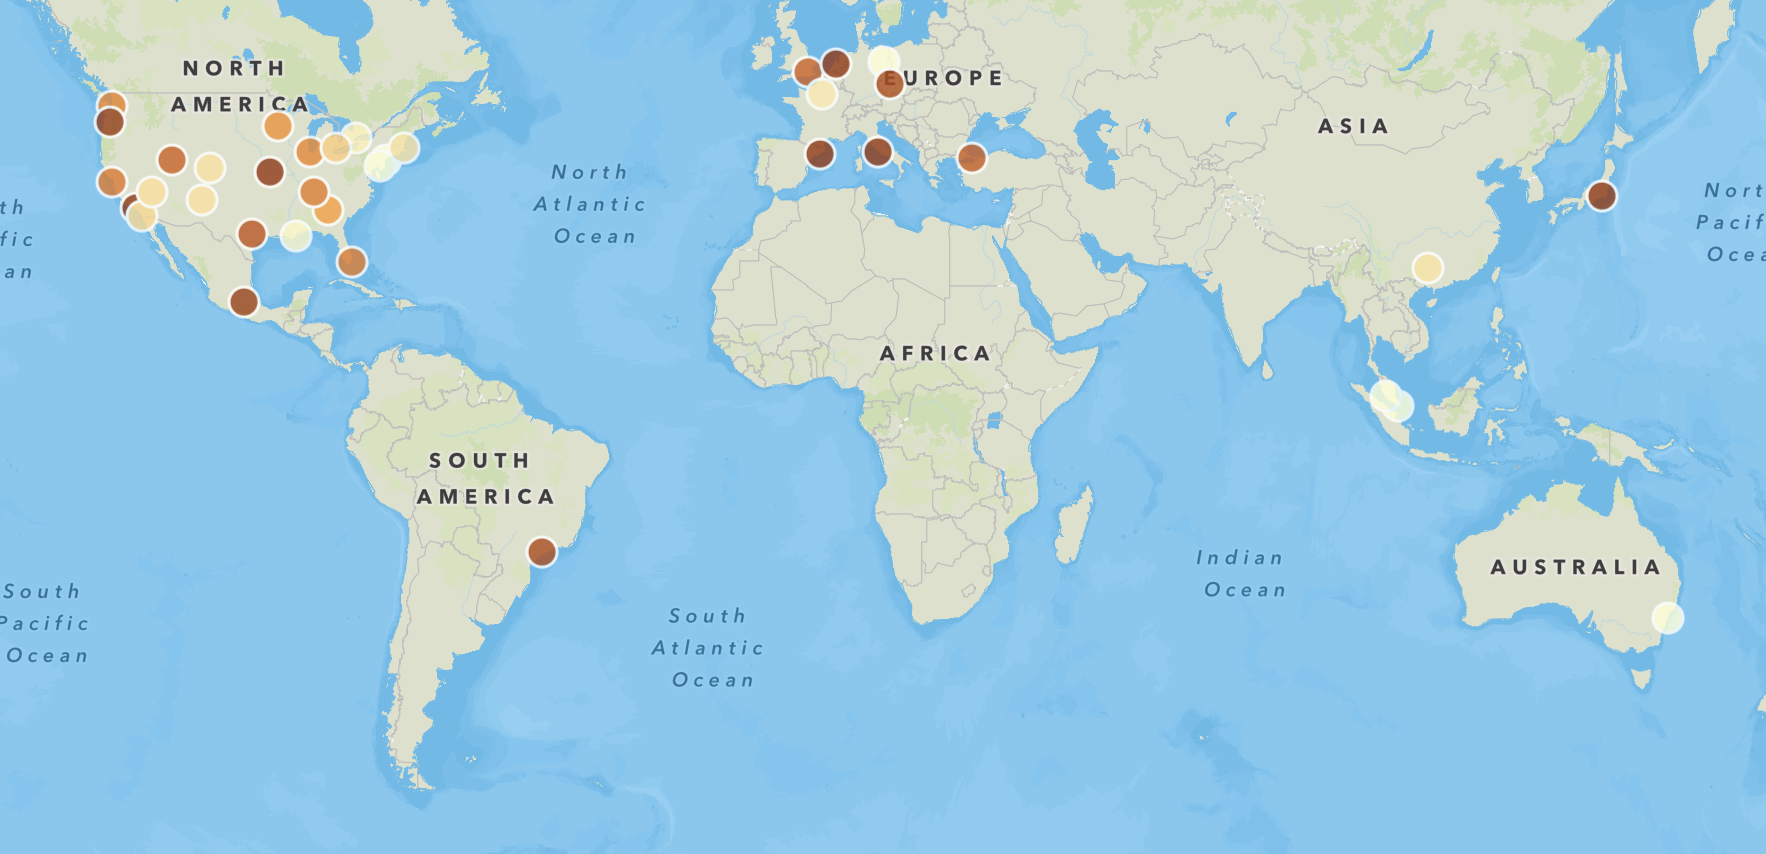 NORTH
AMERICA
EUROPE
ASIA
North
Atlantic
Ocean
th
fic
an
Nort
Pacif
Ocea
AFRICA
SOUTH
AMERICA
Indian
Ocean
AUSTRALIA
South
Pacific
Ocean
South
Atlantic
Ocean